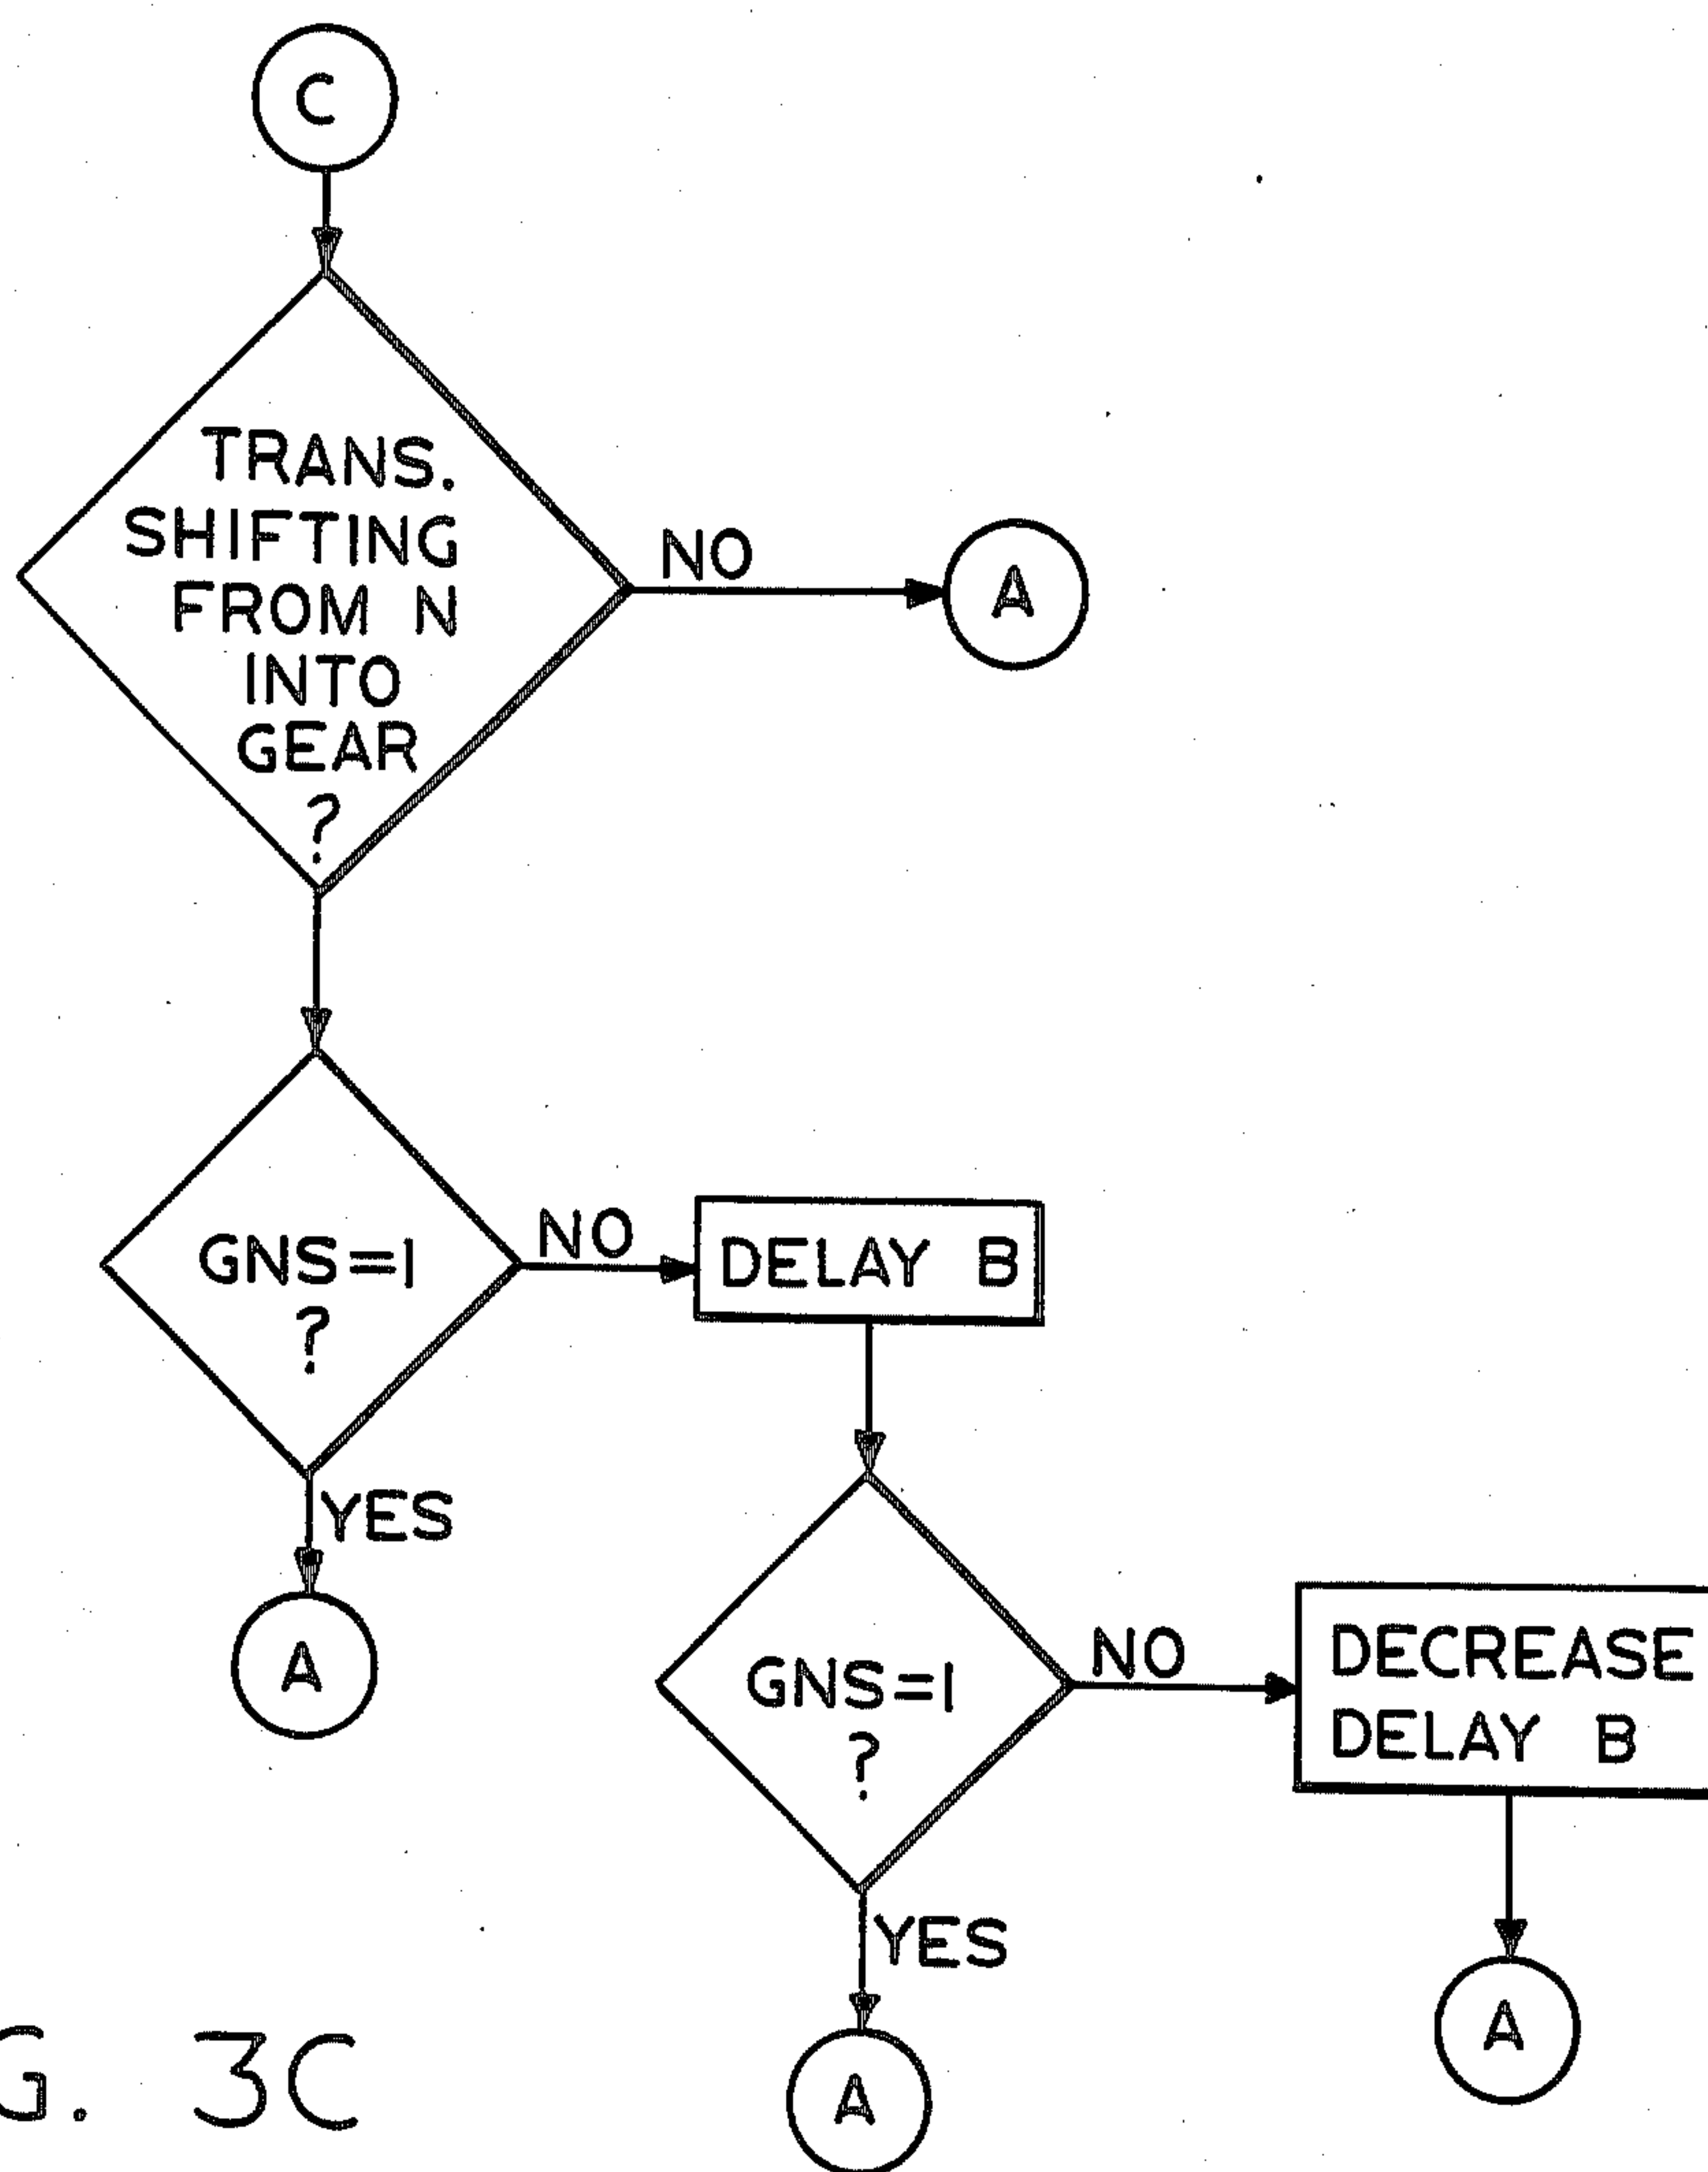 C
TRANS.
SHIFTING
FROM N
INTO
GEAR
?
NO
A
GNS=1
?
NO
DELAY B
YES
A
GNS=1
?
NO
DECREASE
DELAY B
YES
A
A
G. 3C